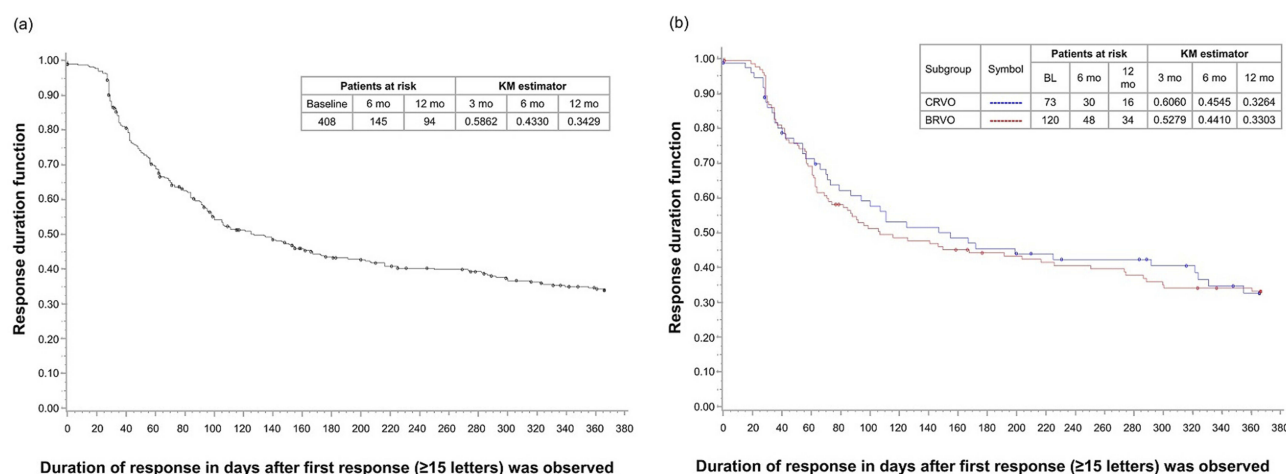 (a)
Response duration function
1.00
0.90
0.80
0.70
0.60
0.50
0.40
0.30
0.20
0.10
0.00
Patients at risk KM estimator
Baseline 6 mo 12 mo 3 mo 6 mo 12 mo
408 145 94 0.5862 0.4330 0.3429
0 20 40 60 80 100 120 140 160 180 200 220 240 260 280 300 320 340 360 380
Duration of response in days after first response (≥15 letters) was observed
(b)
Response duration function
1.00
0.90
0.80
0.70
0.60
0.50
0.40
0.30
0.20
0.10
0.00
Subgroup Symbol Patients at risk KM estimator
BL 6 mo 12 mo 3 mo 6 mo 12 mo
CRVO 73 30 16 0.6060 0.4545 0.3264
BRVO 120 48 34 0.5279 0.4410 0.3303
0 20 40 60 80 100 120 140 160 180 200 220 240 260 280 300 320 340 360 380
Duration of response in days after first response (≥15 letters) was observed